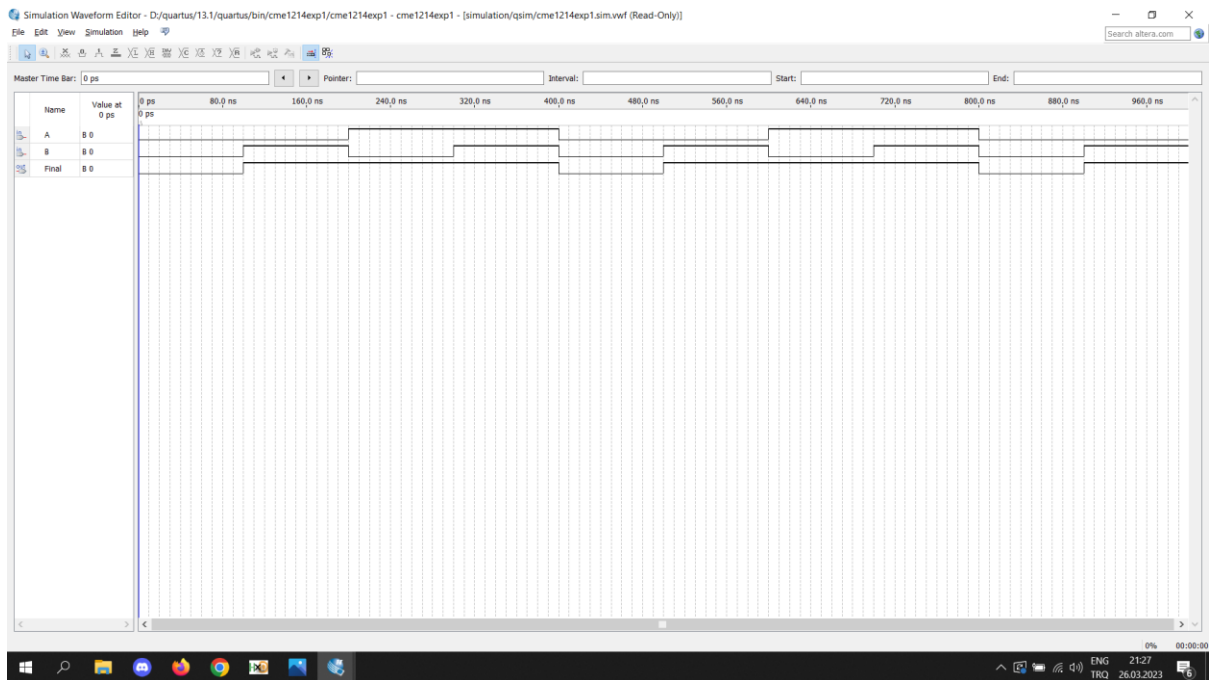 Simulation Waveform Editor - D:/quartus/13.1/quartus/bin/cme1214exp1/cme1214exp1 - cme1214exp1 - [simulation/qsim/cme1214exp1.sim.vwf (Read-Only)]
File Edit View Simulation Help
Search altera.com
Master Time Bar: 0 ps Pointer: Interval: Start: End:
Name Value at 0 ps
0 ps 80,0 ns 160,0 ns 240,0 ns 320,0 ns 400,0 ns 480,0 ns 560,0 ns 640,0 ns 720,0 ns 800,0 ns 880,0 ns 960,0 ns
0 ps
A B 0
B B 0
Final B 0
0% 00:00:00
ENG 21:27
TRQ 26.03.2023
6